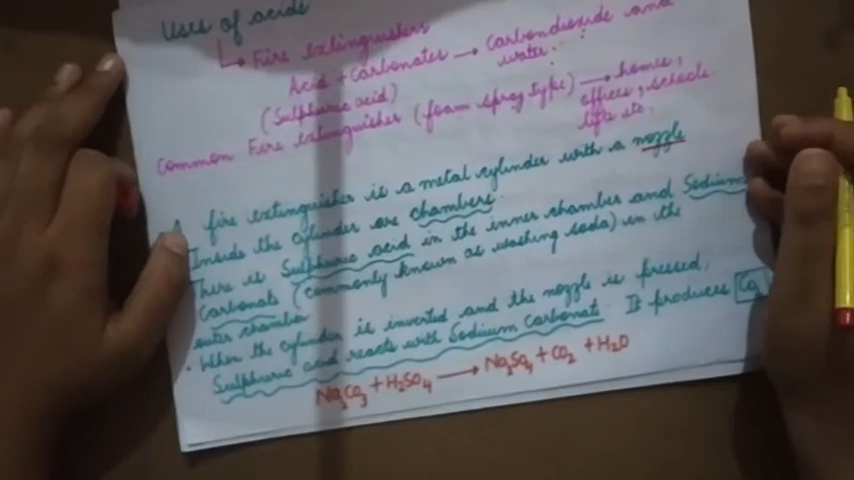 Uses of acids
Fire extinguishers
Acid + Carbonates → Carbondioxide and
water.
(Sulphuric acid)
Common Fire extinguisher (foam spray type) → homes,
offices, schools
lifts etc.
A fire extinguisher is a metal cylinder with a nozzle
Inside the cylinder are chambers.
There is Sulphuric acid in the inner chamber and Sodium
Carbonate (commonly known as washing soda) in the
outer chamber
· When the cylinder is inverted and the nozzle is pressed,
Sulphuric acid reacts with Sodium Carbonate. It produces CO₂
Na₂CO₃ + H₂SO₄ → Na₂SO₄ + CO₂ + H₂O